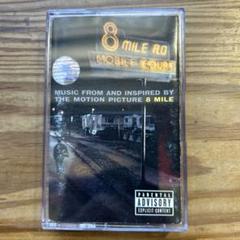 8
MILE RD
MOBILE COURT
MUSIC FROM AND INSPIRED BY
THE MOTION PICTURE 8 MILE
PARENTAL
ADVISORY
EXPLICIT CONTENT